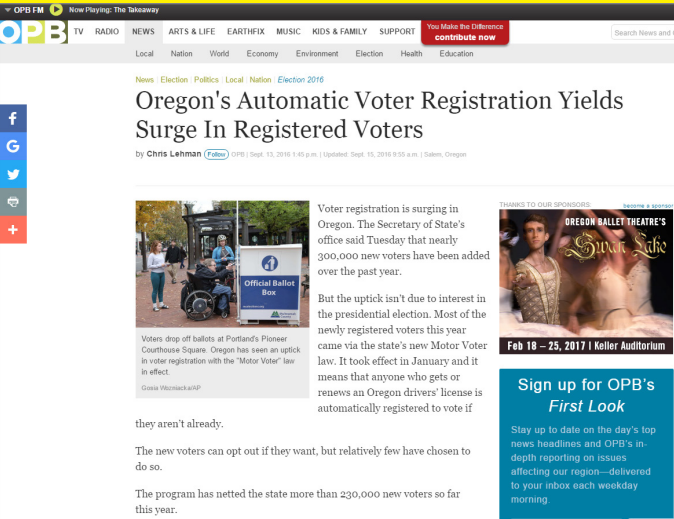 OPB FM Now Playing: The Takeaway
OPB TV RADIO NEWS ARTS & LIFE EARTHFIX MUSIC KIDS & FAMILY SUPPORT
You Make the Difference
contribute now
Search News and
Local Nation World Economy Environment Election Health Education
News | Election | Politics | Local | Nation | Election 2016
Oregon's Automatic Voter Registration Yields
Surge In Registered Voters
by Chris Lehman Follow OPB | Sept. 13, 2016 1:45 p.m. | Updated: Sept. 15, 2016 9:55 a.m. | Salem, Oregon
Official Ballot
Box
Voters drop off ballots at Portland's Pioneer
Courthouse Square. Oregon has seen an uptick
in voter registration with the "Motor Voter" law
in effect.
Gosia Wozniacka/AP
Voter registration is surging in
Oregon. The Secretary of State's
office said Tuesday that nearly
300,000 new voters have been added
over the past year.
But the uptick isn't due to interest in
the presidential election. Most of the
newly registered voters this year
came via the state's new Motor Voter
law. It took effect in January and it
means that anyone who gets or
renews an Oregon drivers' license is
automatically registered to vote if
they aren't already.
The new voters can opt out if they want, but relatively few have chosen to
do so.
The program has netted the state more than 230,000 new voters so far
this year.
THANKS TO OUR SPONSORS: become a sponsor
OREGON BALLET THEATRE'S
Swan Lake
Feb 18 – 25, 2017 | Keller Auditorium
Sign up for OPB's
First Look
Stay up to date on the day's top
news headlines and OPB's in-
depth reporting on issues
affecting our region—delivered
to your inbox each weekday
morning.